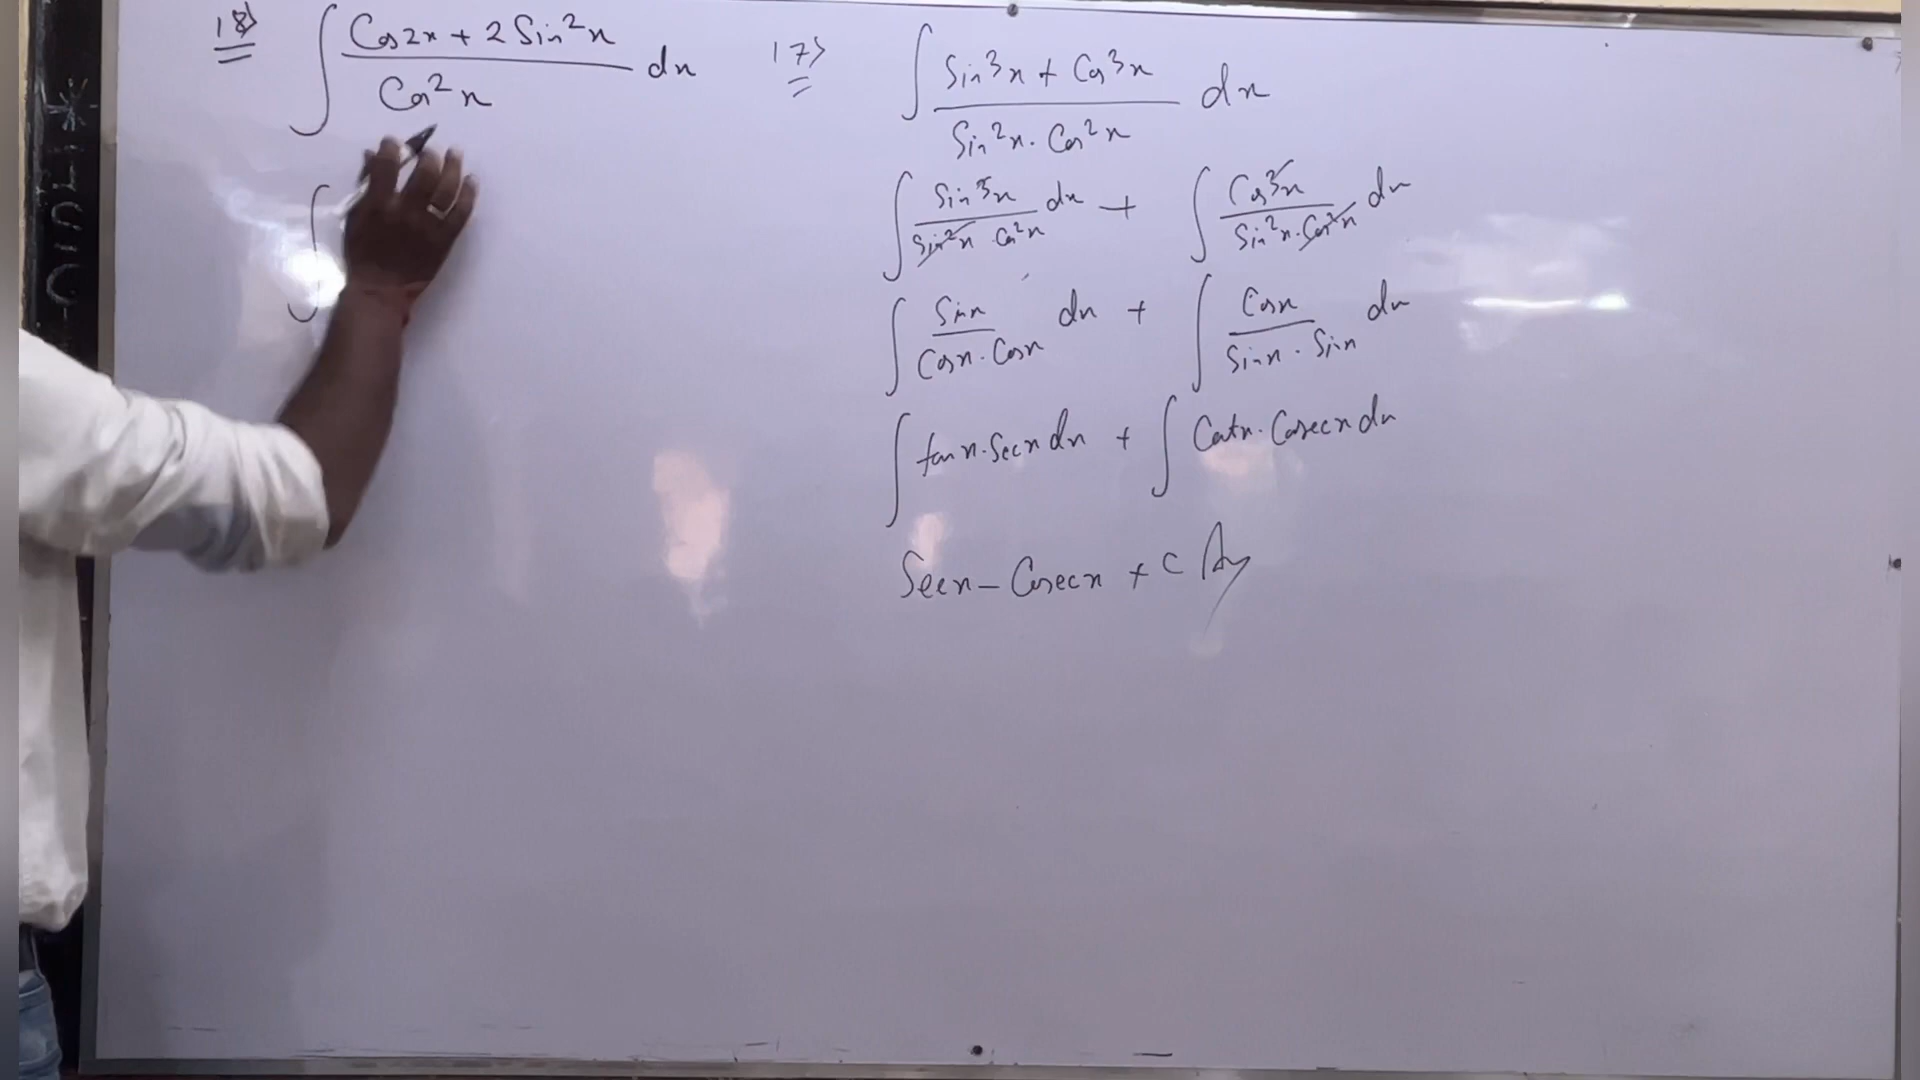 18) ∫ Cos2x + 2 Sin²x / Cos²x dx
∫
17) ∫ Sin³x + Cos³x / Sin²x · Cos²x dx
∫ Sin³x / Sin²x · Cos²x dx + ∫ Cos³x / Sin²x · Cos²x dx
∫ Sinx / Cosx · Cosx dx + ∫ Cosx / Sinx · Sinx dx
∫ tanx · Secx dx + ∫ Cotx · Cosecx dx
Secx - Cosecx + C Ans